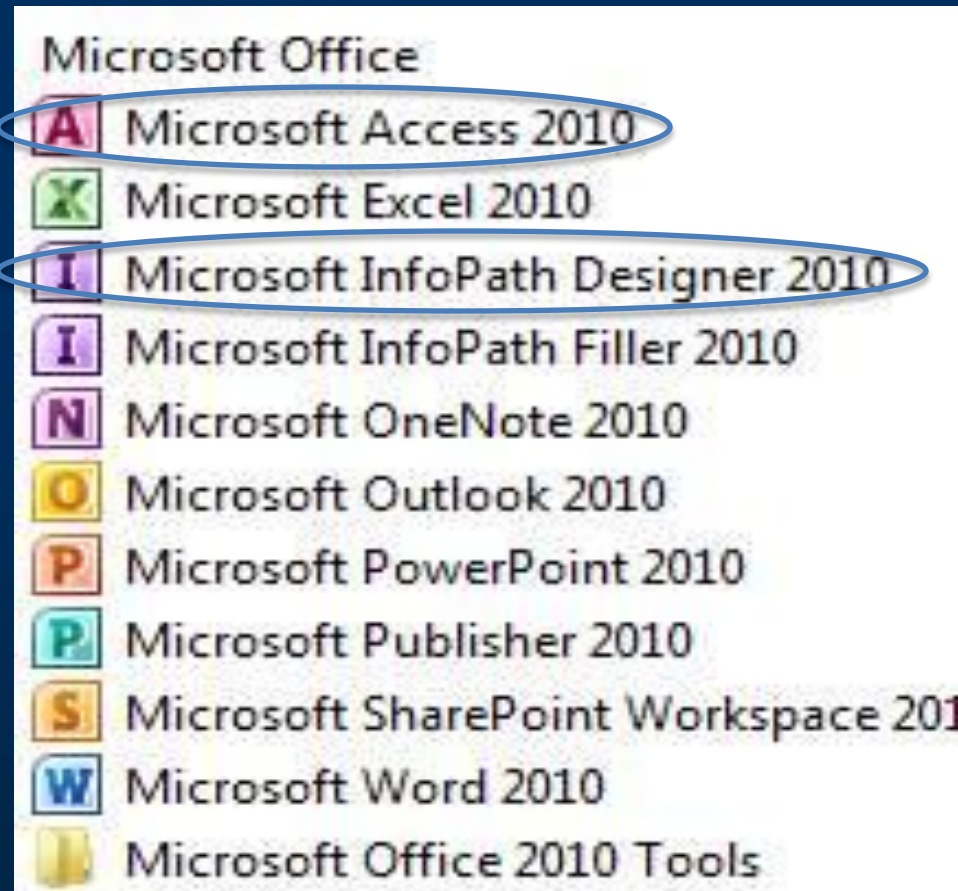 Microsoft Office
A Microsoft Access 2010
X Microsoft Excel 2010
I Microsoft InfoPath Designer 2010
I Microsoft InfoPath Filler 2010
N Microsoft OneNote 2010
O Microsoft Outlook 2010
P Microsoft PowerPoint 2010
P Microsoft Publisher 2010
S Microsoft SharePoint Workspace 201
W Microsoft Word 2010
Microsoft Office 2010 Tools